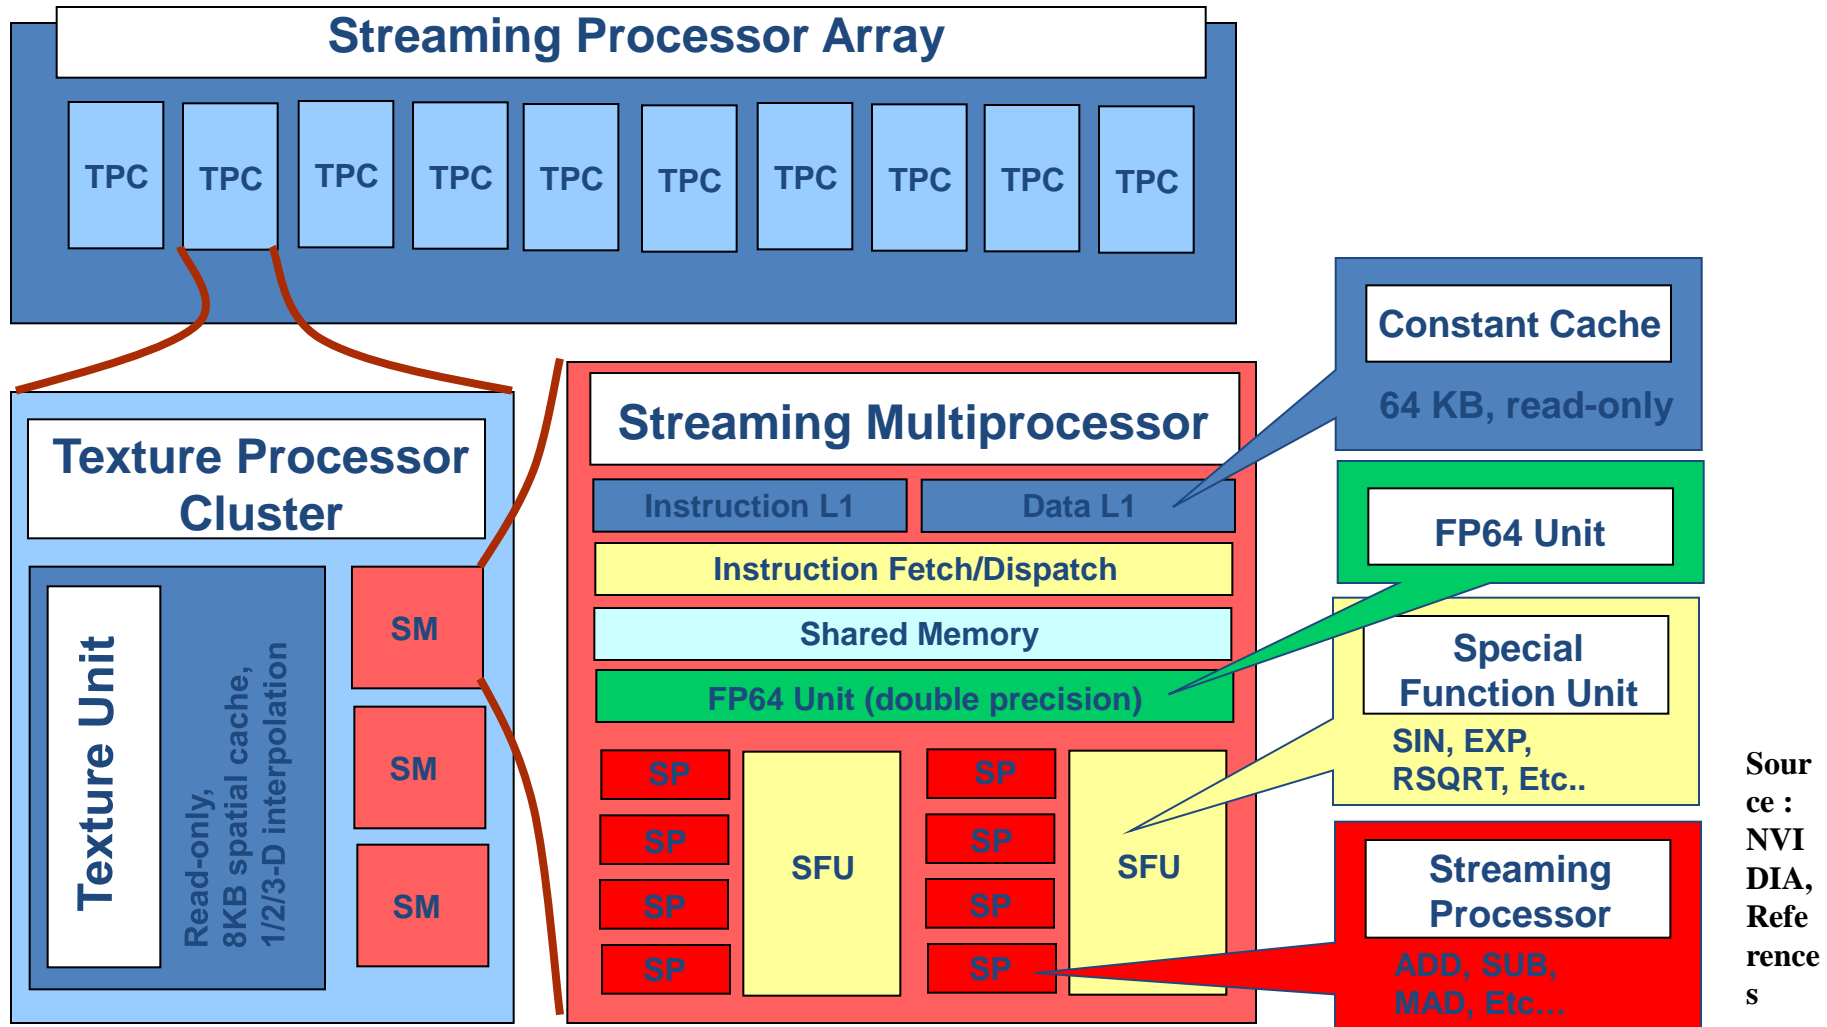 Streaming Processor Array
TPC
TPC
TPC
TPC
TPC
TPC
TPC
TPC
TPC
TPC
Texture Processor
Cluster
Texture Unit
Read-only,
8KB spatial cache,
1/2/3-D interpolation
SM
SM
SM
Streaming Multiprocessor
Instruction L1
Data L1
Instruction Fetch/Dispatch
Shared Memory
FP64 Unit (double precision)
SP
SP
SP
SP
SFU
SP
SP
SP
SP
SFU
Constant Cache
64 KB, read-only
FP64 Unit
Special
Function Unit
SIN, EXP,
RSQRT, Etc..
Streaming
Processor
ADD, SUB,
MAD, Etc...
Sour
ce :
NVI
DIA,
Refe
rence
s